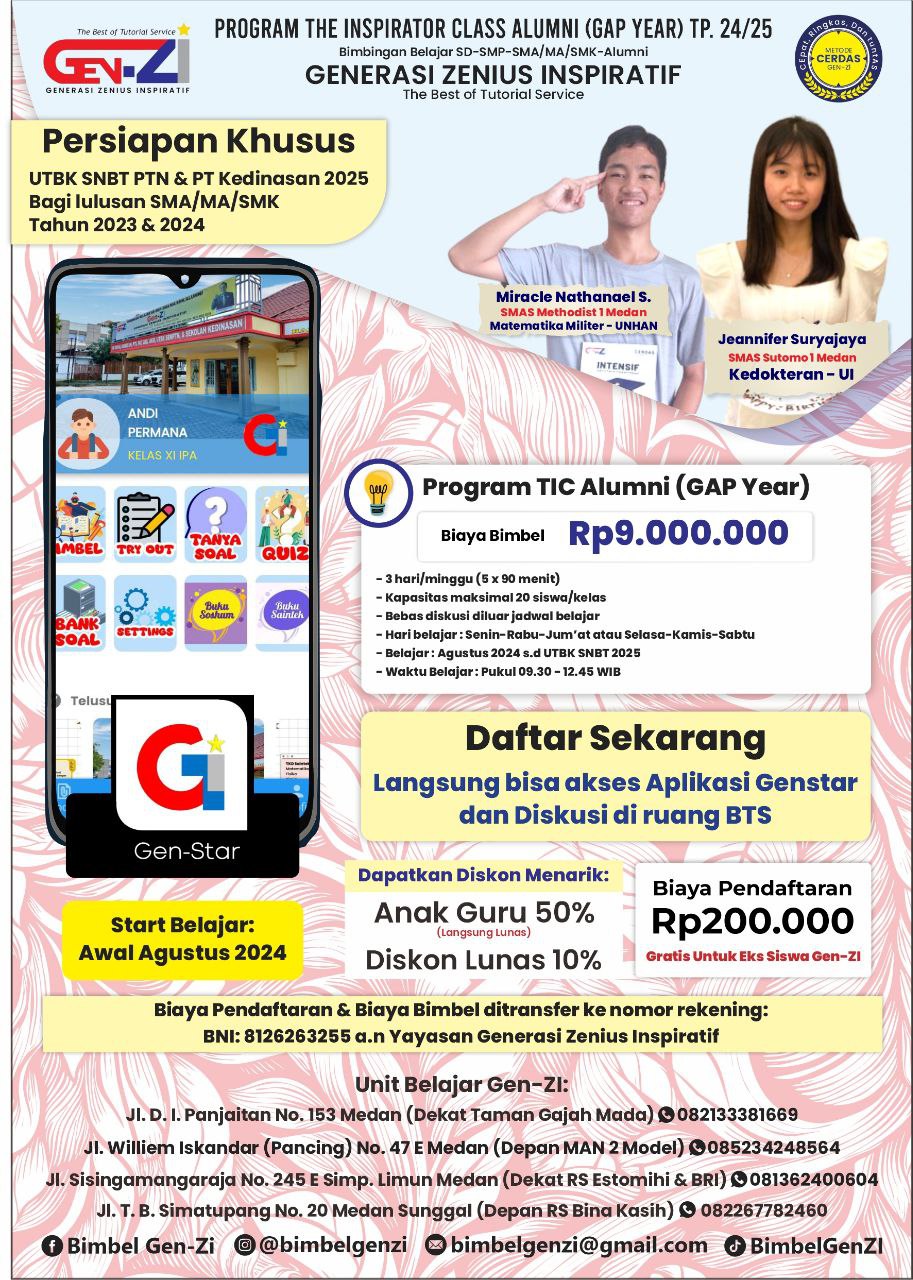 The Best of Tutorial Service
GEN-ZI
GENERASI ZENIUS INSPIRATIF
PROGRAM THE INSPIRATOR CLASS ALUMNI (GAP YEAR) TP. 24/25
Bimbingan Belajar SD-SMP-SMA/MA/SMK-Alumni
GENERASI ZENIUS INSPIRATIF
The Best of Tutorial Service
CEpat, Ringkas, Dan tuntAS
METODE
CERDAS
GEN-ZI
Persiapan Khusus
UTBK SNBT PTN & PT Kedinasan 2025
Bagi lulusan SMA/MA/SMK
Tahun 2023 & 2024
Miracle Nathanael S.
SMAS Methodist 1 Medan
Matematika Militer - UNHAN
Jeannifer Suryajaya
SMAS Sutomo 1 Medan
Kedokteran - UI
CERDAS
INTENSIF
ANDI
PERMANA
KELAS XI IPA
IMBEL
TRY OUT
TANYA
SOAL
QUIZ
BANK
SOAL
SETTINGS
Buku
Soshum
Buku
Saintek
Telusu
Gen-Star
Program TIC Alumni (GAP Year)
Biaya Bimbel Rp9.000.000
- 3 hari/minggu (5 x 90 menit)
- Kapasitas maksimal 20 siswa/kelas
- Bebas diskusi diluar jadwal belajar
- Hari belajar : Senin-Rabu-Jum'at atau Selasa-Kamis-Sabtu
- Belajar : Agustus 2024 s.d UTBK SNBT 2025
- Waktu Belajar : Pukul 09.30 - 12.45 WIB
Daftar Sekarang
Langsung bisa akses Aplikasi Genstar
dan Diskusi di ruang BTS
Dapatkan Diskon Menarik:
Anak Guru 50%
(Langsung Lunas)
Diskon Lunas 10%
Biaya Pendaftaran
Rp200.000
Gratis Untuk Eks Siswa Gen-ZI
Start Belajar:
Awal Agustus 2024
Biaya Pendaftaran & Biaya Bimbel ditransfer ke nomor rekening:
BNI: 8126263255 a.n Yayasan Generasi Zenius Inspiratif
Unit Belajar Gen-ZI:
Jl. D. I. Panjaitan No. 153 Medan (Dekat Taman Gajah Mada) 082133381669
Jl. Williem Iskandar (Pancing) No. 47 E Medan (Depan MAN 2 Model) 085234248564
Jl. Sisingamangaraja No. 245 E Simp. Limun Medan (Dekat RS Estomihi & BRI) 081362400604
Jl. T. B. Simatupang No. 20 Medan Sunggal (Depan RS Bina Kasih) 082267782460
Bimbel Gen-Zi @bimbelgenzi bimbelgenzi@gmail.com BimbelGenZI